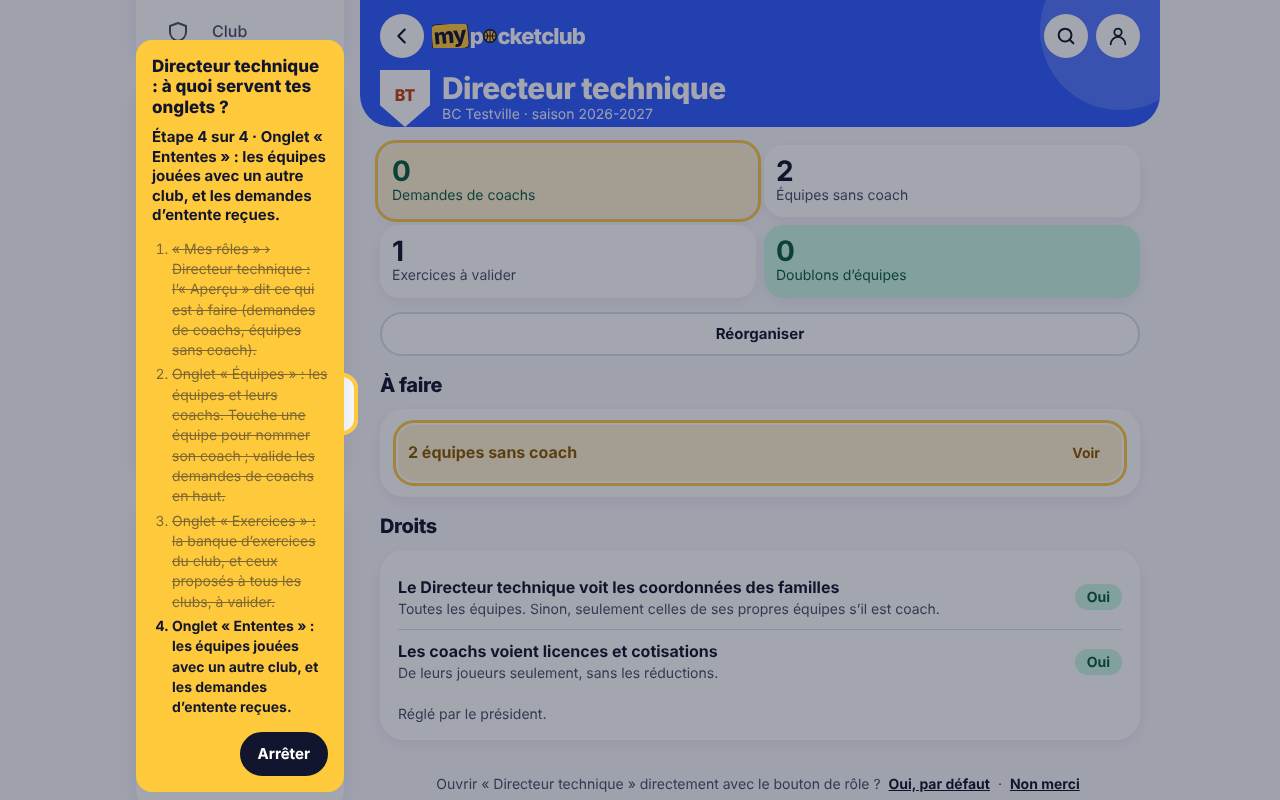 Club
Directeur technique
: à quoi servent tes
onglets ?
Étape 4 sur 4 · Onglet «
Ententes » : les équipes
jouées avec un autre
club, et les demandes
d’entente reçues.
1. « Mes rôles » ›
Directeur technique :
l’« Aperçu » dit ce qui
est à faire (demandes
de coachs, équipes
sans coach).
2. Onglet « Équipes » : les
équipes et leurs
coachs. Touche une
équipe pour nommer
son coach ; valide les
demandes de coachs
en haut.
3. Onglet « Exercices » :
la banque d’exercices
du club, et ceux
proposés à tous les
clubs, à valider.
4. Onglet « Ententes » :
les équipes jouées
avec un autre club, et
les demandes
d’entente reçues.
Arrêter
mypocketclub
BT
Directeur technique
BC Testville · saison 2026-2027
0
Demandes de coachs
2
Équipes sans coach
1
Exercices à valider
0
Doublons d’équipes
Réorganiser
À faire
2 équipes sans coach Voir
Droits
Le Directeur technique voit les coordonnées des familles
Toutes les équipes. Sinon, seulement celles de ses propres équipes s’il est coach.
Oui
Les coachs voient licences et cotisations
De leurs joueurs seulement, sans les réductions.
Oui
Réglé par le président.
Ouvrir « Directeur technique » directement avec le bouton de rôle ? Oui, par défaut · Non merci